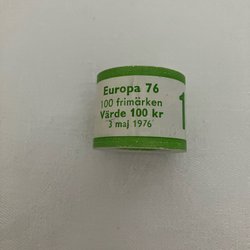 Europa 76
100 frimärken
Värde 100 kr
3 maj 1976
1